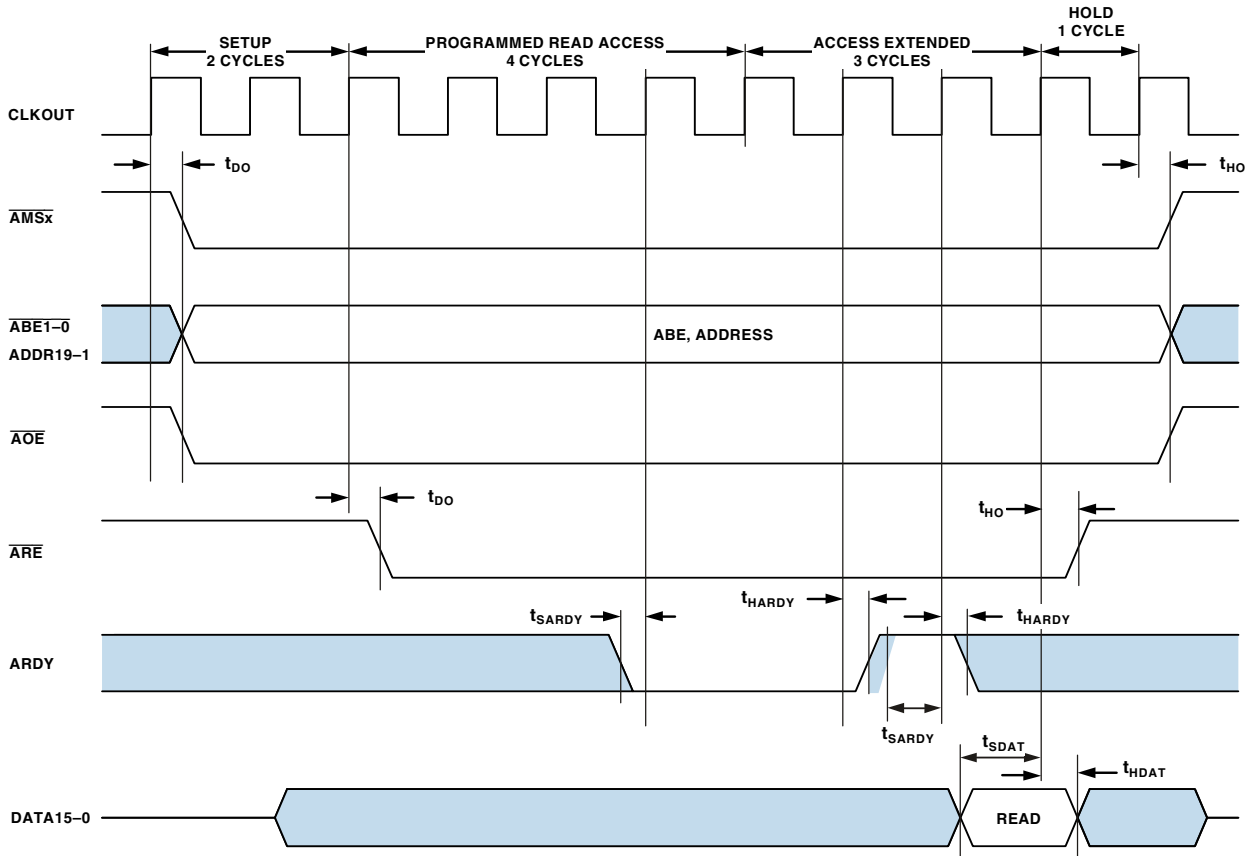 HOLD
1 CYCLE
SETUP
2 CYCLES
PROGRAMMED READ ACCESS
4 CYCLES
ACCESS EXTENDED
3 CYCLES
CLKOUT
tDO
tHO
AMSx
ABE1–0
ADDR19–1
ABE, ADDRESS
AOE
tDO
tHO
ARE
tSARDY
tHARDY
tHARDY
ARDY
tSARDY
tSDAT
tHDAT
DATA15–0
READ